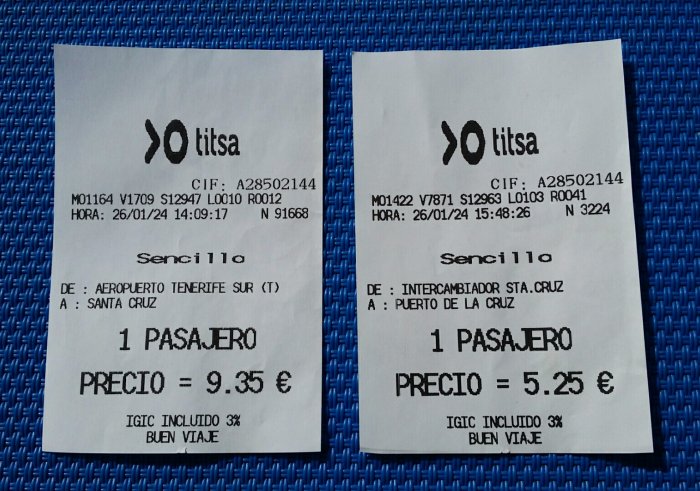 titsa
CIF: A28502144
M01164 V1709 S12947 L0010 R0012
HORA: 26/01/24 14:09:17 N 91668
Sencillo
DE : AEROPUERTO TENERIFE SUR (T)
A : SANTA CRUZ
1 PASAJERO
PRECIO = 9.35 €
IGIC INCLUIDO 3%
BUEN VIAJE
titsa
CIF: A28502144
M01422 V7871 S12963 L0103 R0041
HORA: 26/01/24 15:48:26 N 3224
Sencillo
DE : INTERCAMBIADOR STA.CRUZ
A : PUERTO DE LA CRUZ
1 PASAJERO
PRECIO = 5.25 €
IGIC INCLUIDO 3%
BUEN VIAJE